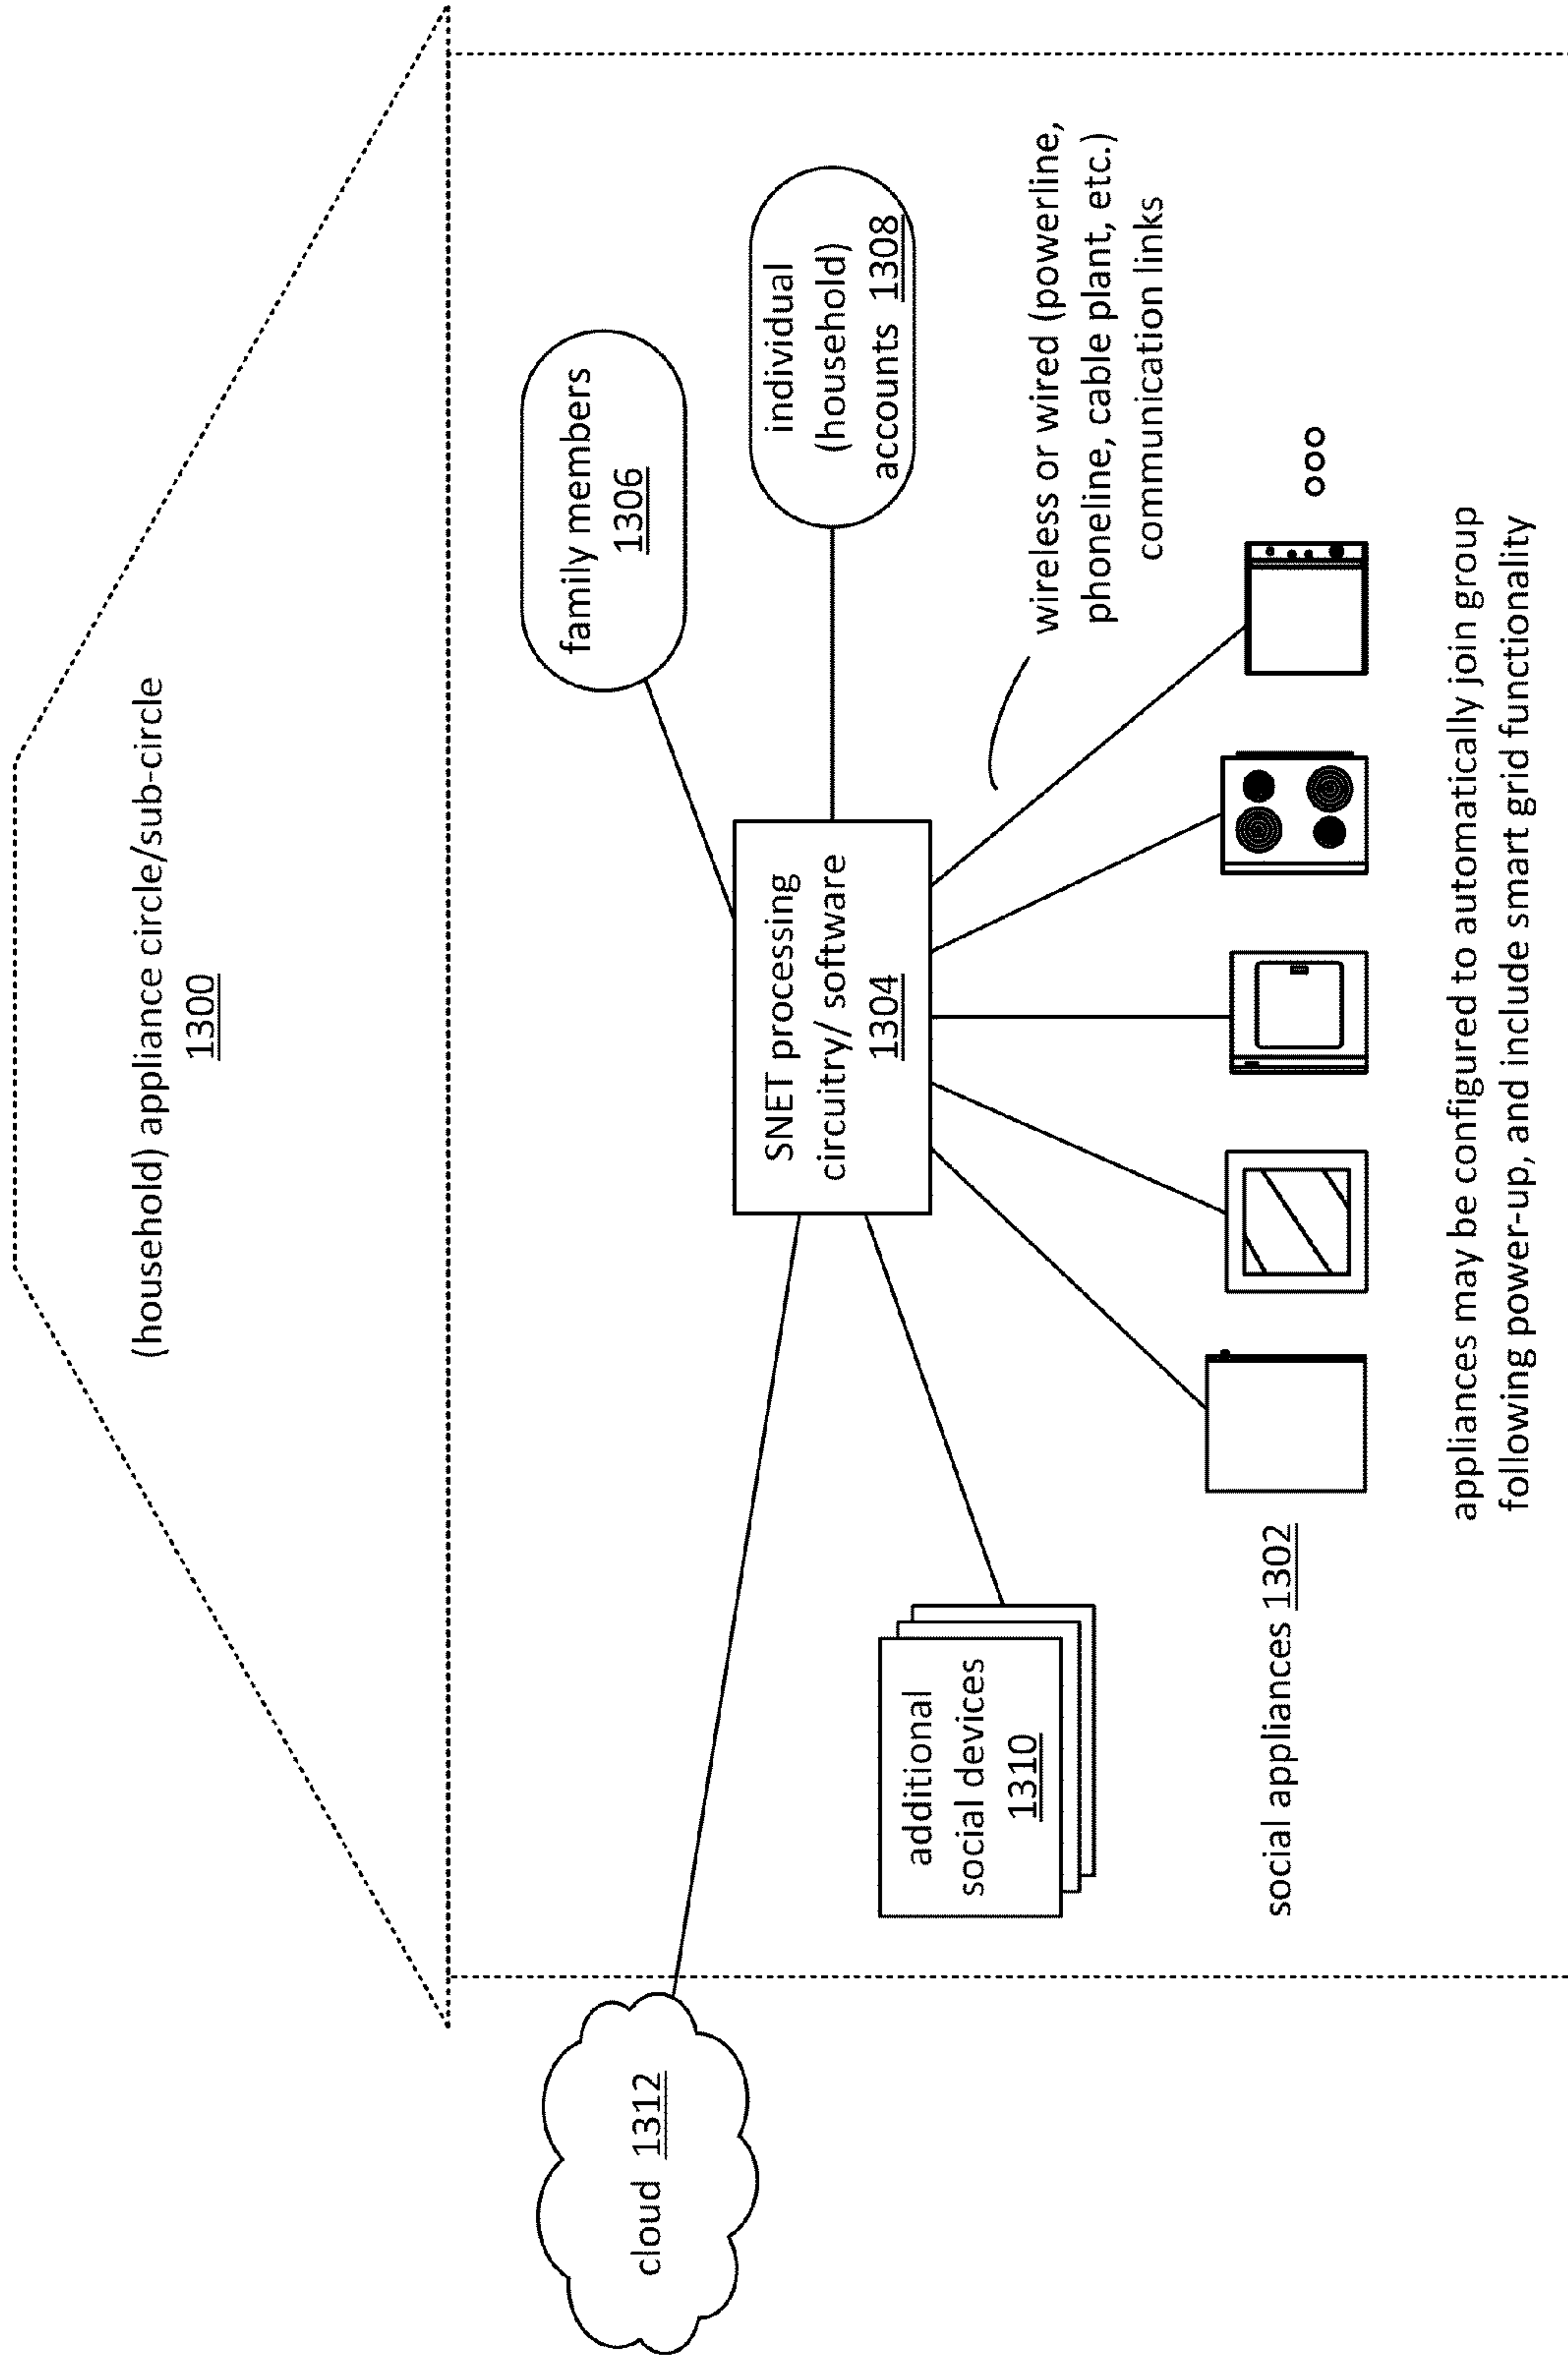 (household) appliance circle/sub-circle
1300
family members
1306
cloud 1312
SNET processing
circuitry/ software
1304
individual
(household)
accounts 1308
additional
social devices
1310
wireless or wired (powerline,
phoneline, cable plant, etc.)
communication links
social appliances 1302
appliances may be configured to automatically join group
following power-up, and include smart grid functionality